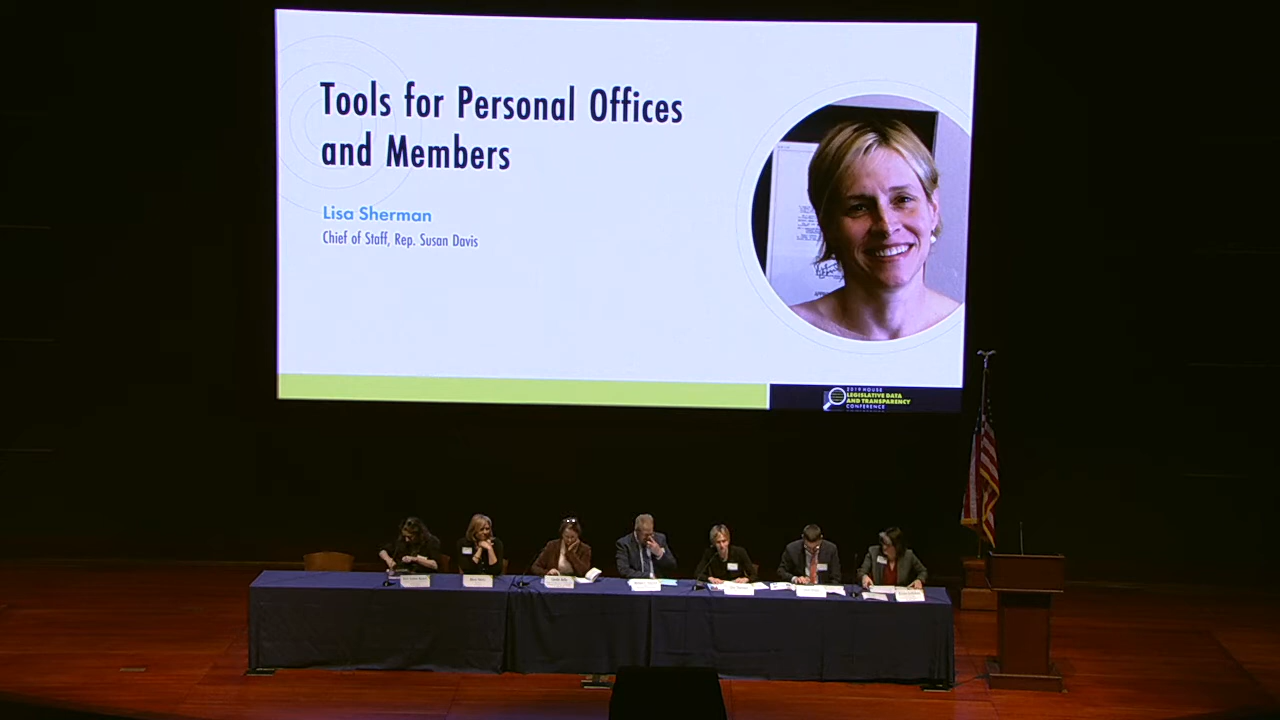 Tools for Personal Offices
and Members
Lisa Sherman
Chief of Staff, Rep. Susan Davis
2019 HOUSE
LEGISLATIVE DATA
AND TRANSPARENCY
CONFERENCE